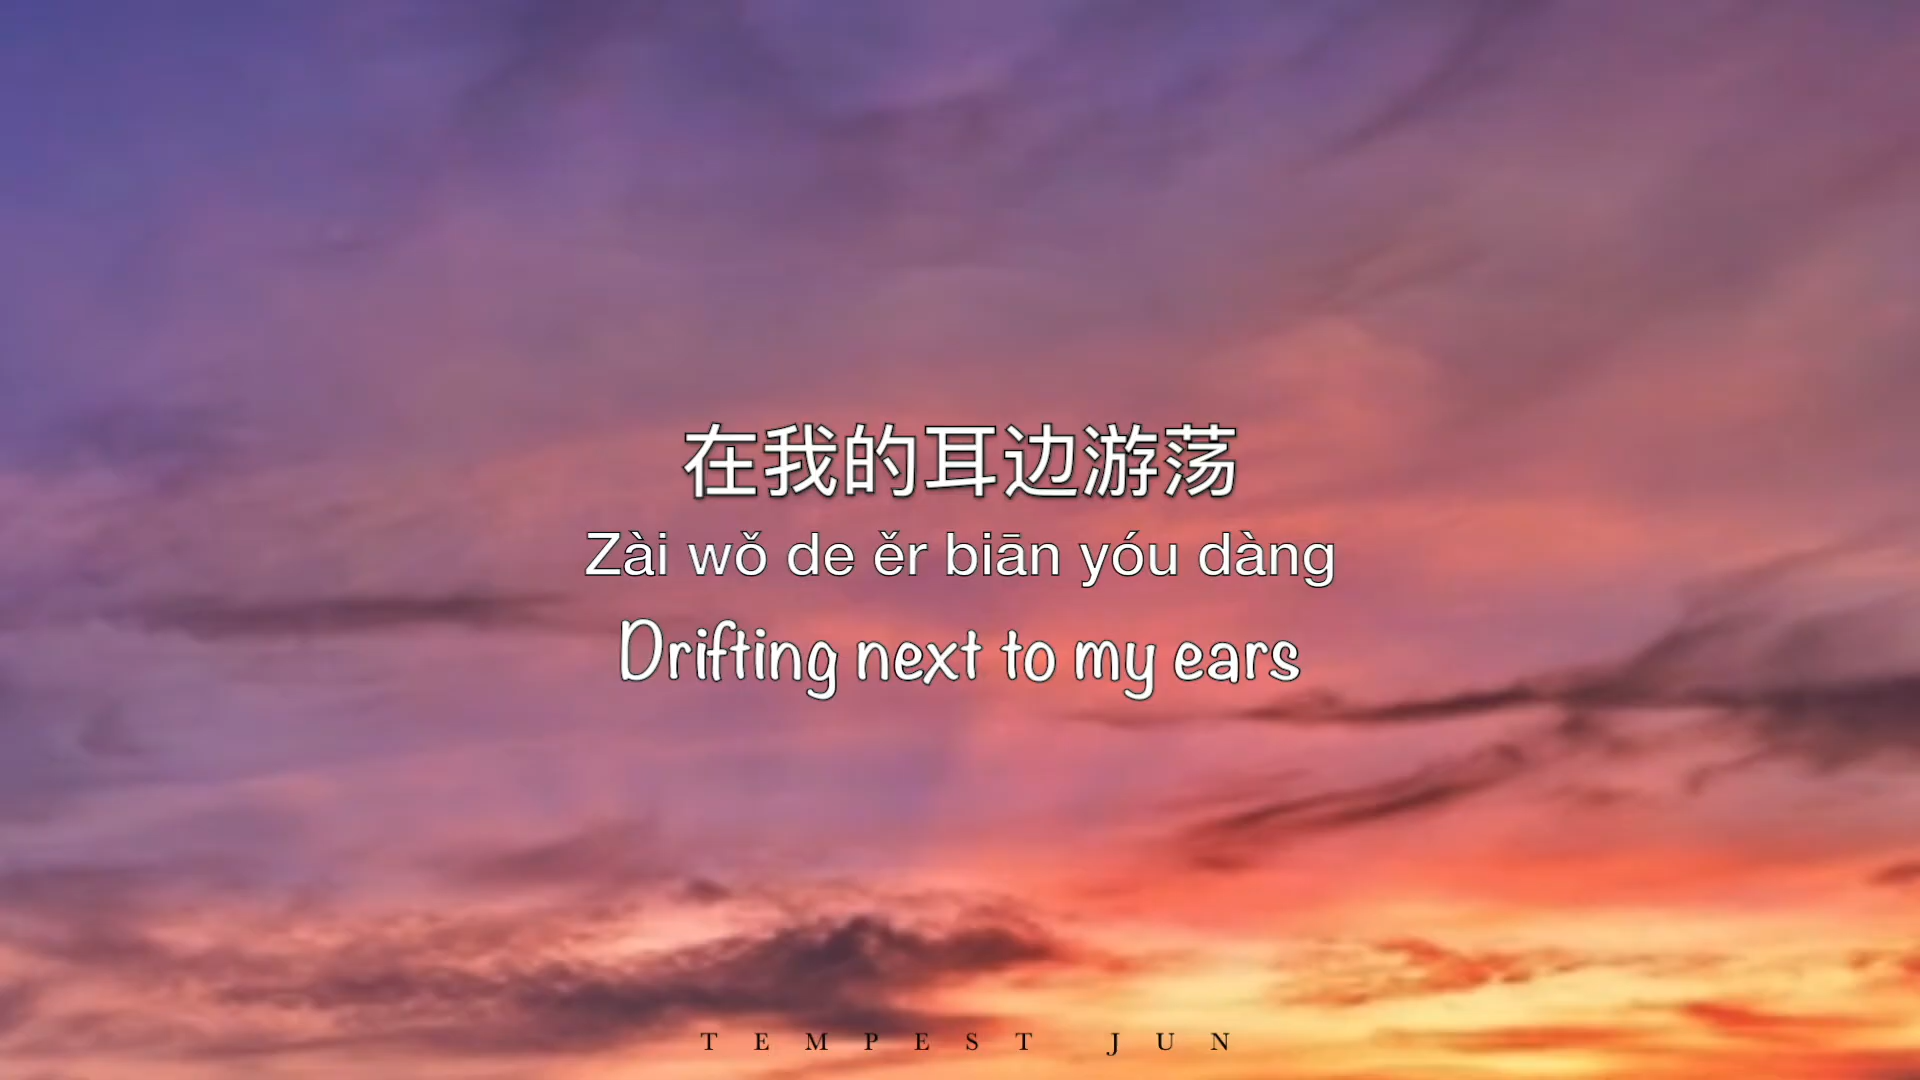 在我的耳边游荡
Zài wǒ de ěr biān yóu dàng
Drifting next to my ears
TEMPEST JUN